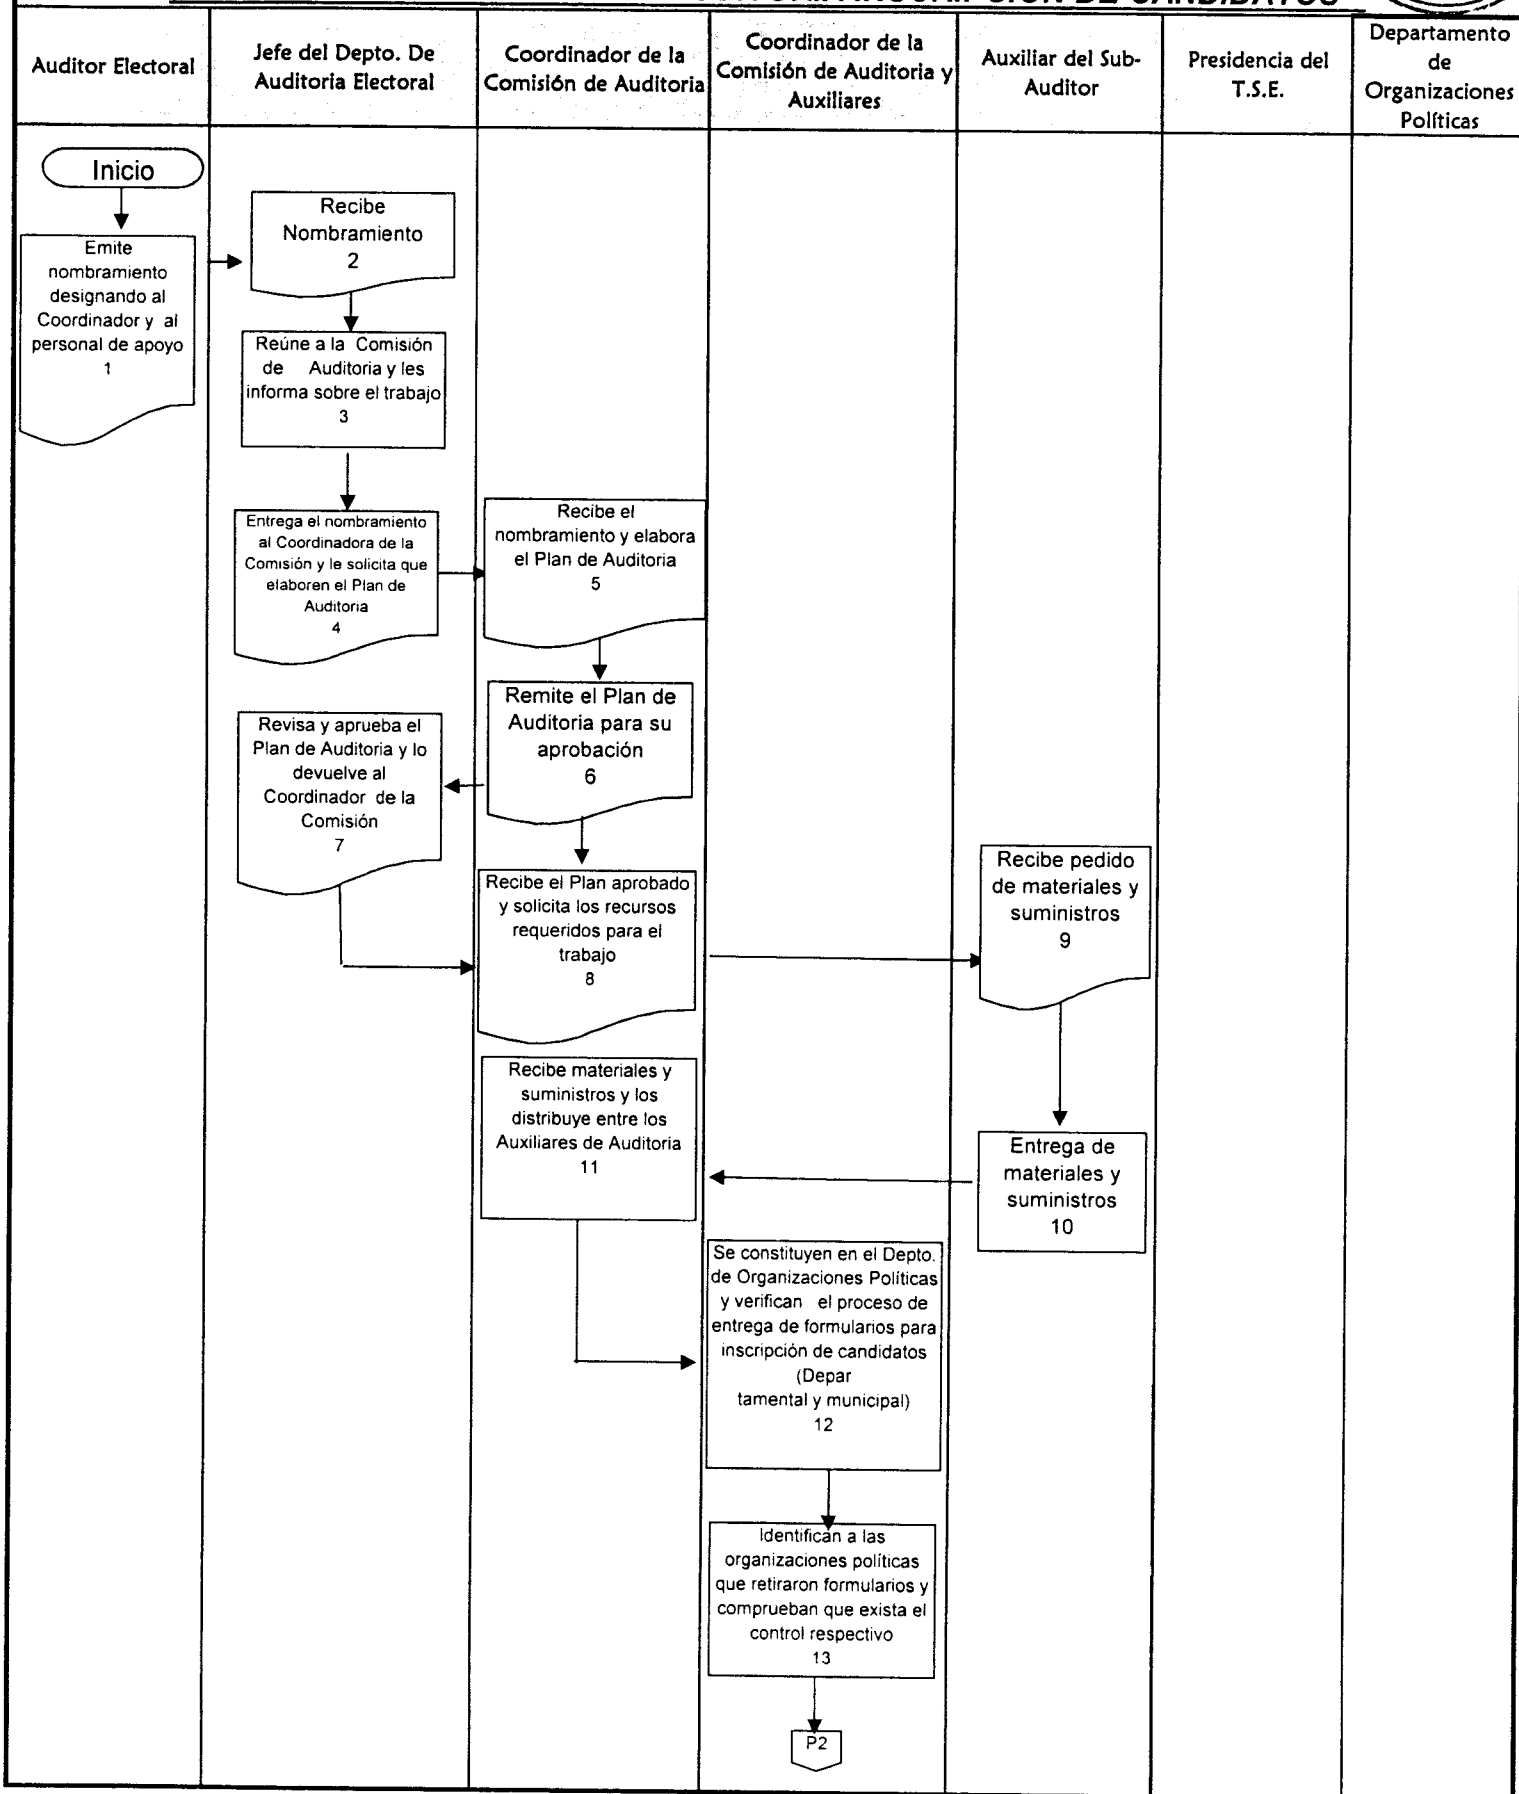 INSCRIPCIÓN DE CANDIDATOS
Auditor Electoral
Jefe del Depto. De
Auditoria Electoral
Coordinador de la
Comisión de Auditoria
Coordinador de la
Comisión de Auditoria y
Auxiliares
Auxiliar del Sub-
Auditor
Presidencia del
T.S.E.
Departamento
de
Organizaciones
Políticas
Inicio
Emite
nombramiento
designando al
Coordinador y al
personal de apoyo
1
Recibe
Nombramiento
2
Reúne a la Comisión
de Auditoria y les
informa sobre el trabajo
3
Entrega el nombramiento
al Coordinadora de la
Comisión y le solicita que
elaboren el Plan de
Auditoria
4
Recibe el
nombramiento y elabora
el Plan de Auditoria
5
Remite el Plan de
Auditoria para su
aprobación
6
Revisa y aprueba el
Plan de Auditoria y lo
devuelve al
Coordinador de la
Comisión
7
Recibe el Plan aprobado
y solicita los recursos
requeridos para el
trabajo
8
Recibe pedido
de materiales y
suministros
9
Entrega de
materiales y
suministros
10
Recibe materiales y
suministros y los
distribuye entre los
Auxiliares de Auditoria
11
Se constituyen en el Depto.
de Organizaciones Políticas
y verifican el proceso de
entrega de formularios para
inscripción de candidatos
(Depar
tamental y municipal)
12
Identifican a las
organizaciones políticas
que retiraron formularios y
comprueban que exista el
control respectivo
13
P2